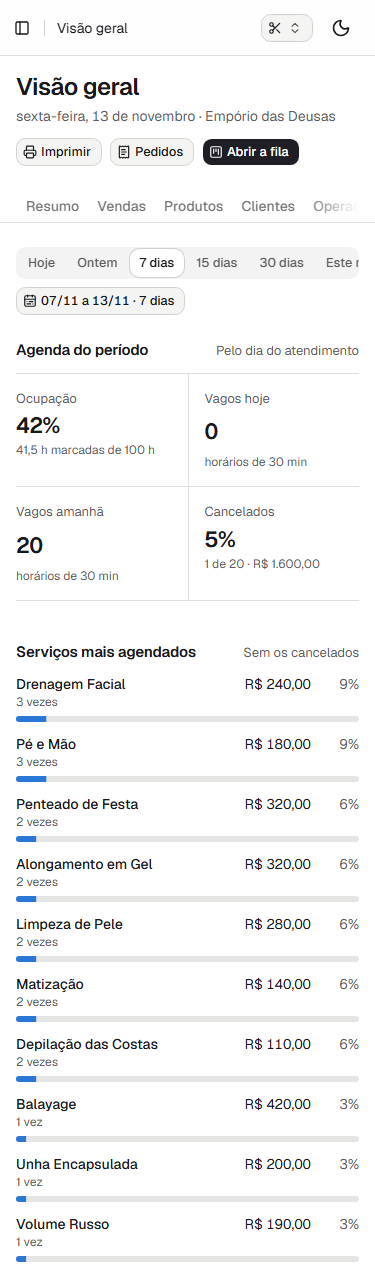 Visão geral
Visão geral
sexta-feira, 13 de novembro · Empório das Deusas
Imprimir Pedidos Abrir a fila
Resumo Vendas Produtos Clientes Opera
Hoje Ontem 7 dias 15 dias 30 dias Este
07/11 a 13/11 · 7 dias
Agenda do período Pelo dia do atendimento
Ocupação Vagos hoje
42% 0
41,5 h marcadas de 100 h horários de 30 min
Vagos amanhã Cancelados
20 5%
horários de 30 min 1 de 20 · R$ 1.600,00
Serviços mais agendados Sem os cancelados
Drenagem Facial R$ 240,00 9%
3 vezes
Pé e Mão R$ 180,00 9%
3 vezes
Penteado de Festa R$ 320,00 6%
2 vezes
Alongamento em Gel R$ 320,00 6%
2 vezes
Limpeza de Pele R$ 280,00 6%
2 vezes
Matização R$ 140,00 6%
2 vezes
Depilação das Costas R$ 110,00 6%
2 vezes
Balayage R$ 420,00 3%
1 vez
Unha Encapsulada R$ 200,00 3%
1 vez
Volume Russo R$ 190,00 3%
1 vez